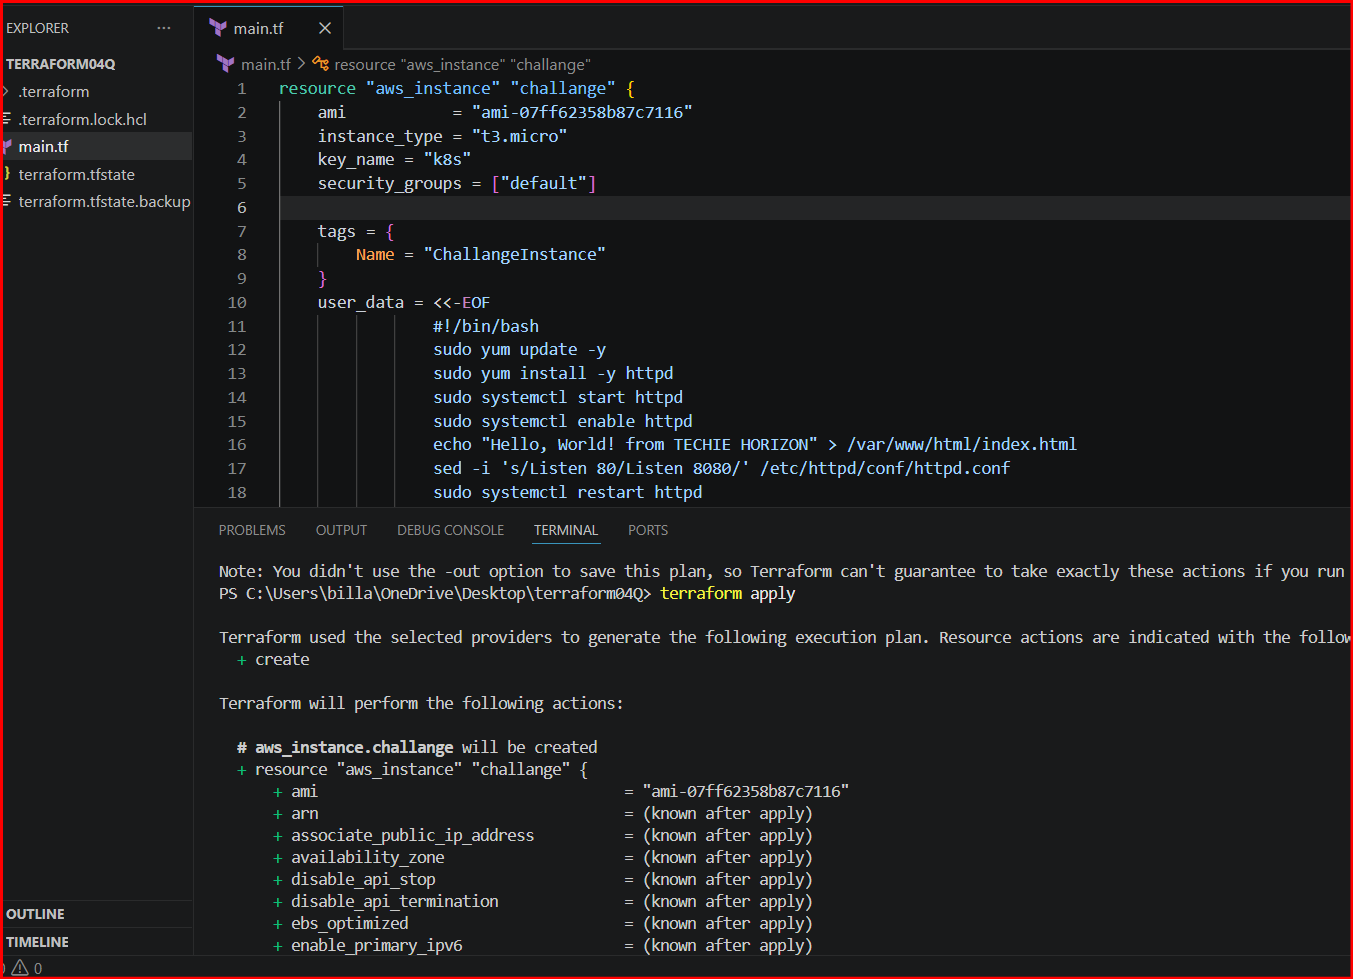 EXPLORER ...
TERRAFORM04Q
.terraform
.terraform.lock.hcl
main.tf
terraform.tfstate
terraform.tfstate.backup
OUTLINE
TIMELINE
0
main.tf
main.tf > resource "aws_instance" "challange"
1 resource "aws_instance" "challange" {
2 ami = "ami-07ff62358b87c7116"
3 instance_type = "t3.micro"
4 key_name = "k8s"
5 security_groups = ["default"]
6
7 tags = {
8 Name = "ChallangeInstance"
9 }
10 user_data = <<-EOF
11 #!/bin/bash
12 sudo yum update -y
13 sudo yum install -y httpd
14 sudo systemctl start httpd
15 sudo systemctl enable httpd
16 echo "Hello, World! from TECHIE HORIZON" > /var/www/html/index.html
17 sed -i 's/Listen 80/Listen 8080/' /etc/httpd/conf/httpd.conf
18 sudo systemctl restart httpd
PROBLEMS OUTPUT DEBUG CONSOLE TERMINAL PORTS
Note: You didn't use the -out option to save this plan, so Terraform can't guarantee to take exactly these actions if you run
PS C:\Users\billa\OneDrive\Desktop\terraform04Q> terraform apply
Terraform used the selected providers to generate the following execution plan. Resource actions are indicated with the follow
+ create
Terraform will perform the following actions:
# aws_instance.challange will be created
+ resource "aws_instance" "challange" {
+ ami = "ami-07ff62358b87c7116"
+ arn = (known after apply)
+ associate_public_ip_address = (known after apply)
+ availability_zone = (known after apply)
+ disable_api_stop = (known after apply)
+ disable_api_termination = (known after apply)
+ ebs_optimized = (known after apply)
+ enable_primary_ipv6 = (known after apply)